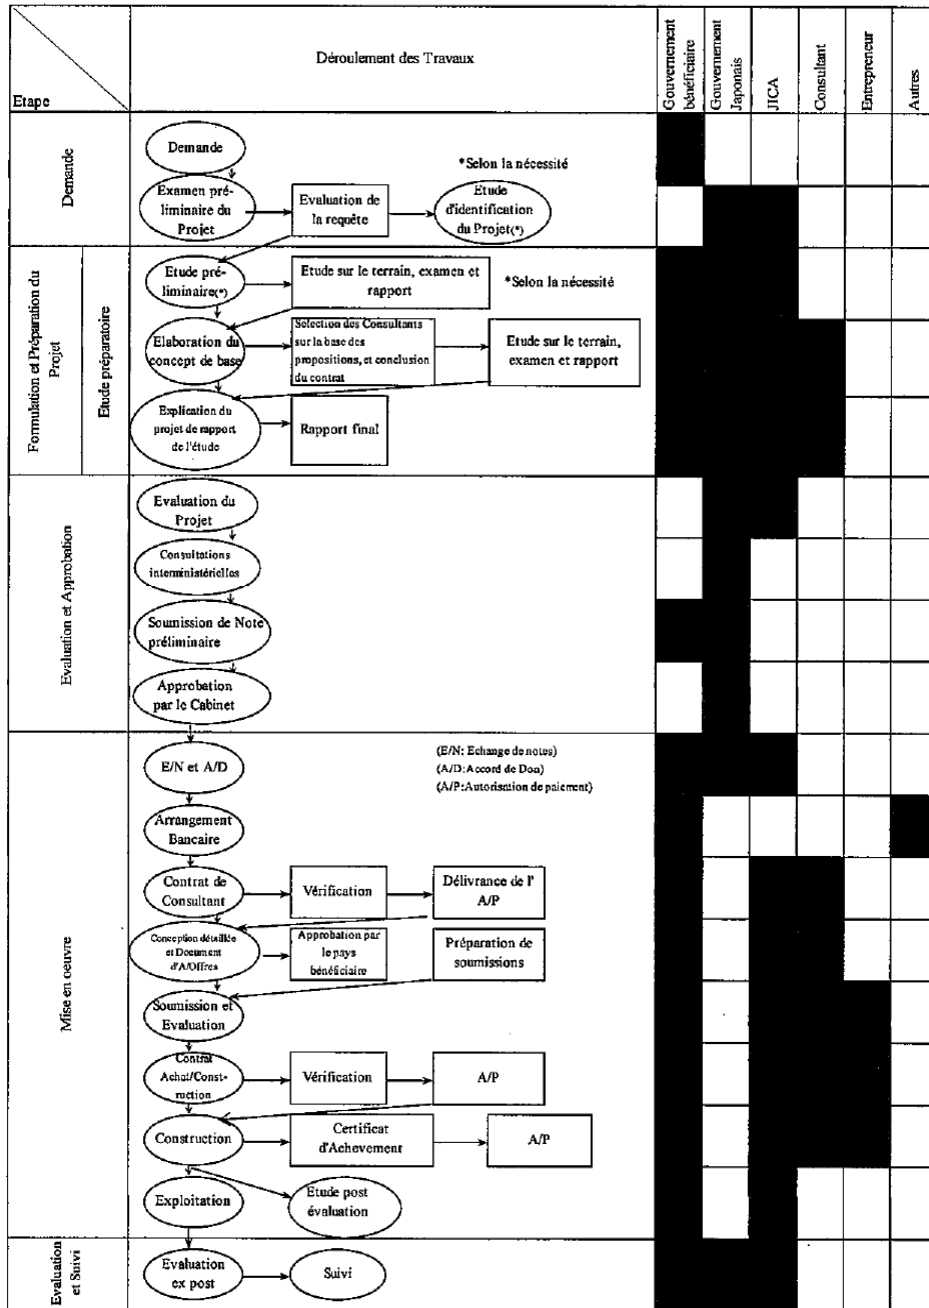 Etape
Déroulement des Travaux
Gouvernement
bénéficiaire
Gouvernement
Japonais
JICA
Consultant
Entrepreneur
Autres
Demande
Demande
*Selon la nécessité
Examen pré-
liminaire du
Projet
Evaluation de
la requête
Etude
d'identification
du Projet(*)
Formulation et Préparation du
Projet
Etude préparatoire
Etude pré-
liminaire(*)
Etude sur le terrain, examen et
rapport
*Selon la nécessité
Elaboration du
concept de base
Selection des Consultants
sur la base des
propositions, et conclusion
du contrat
Etude sur le terrain,
examen et rapport
Explication du
projet de rapport
de l'étude
Rapport final
Evaluation et Approbation
Evaluation du
Projet
Consultations
interministérielles
Soumission de Note
préliminaire
Approbation
par le Cabinet
Mise en oeuvre
E/N et A/D
(E/N: Echange de notes)
(A/D:Accord de Don)
(A/P:Autorisation de paiement)
Arrangement
Bancaire
Contrat de
Consultant
Vérification
Délivrance de l'
A/P
Conception détaillée
et Document
d'A/Offres
Approbation par
le pays
bénéficiaire
Préparation de
soumissions
Soumission et
Evaluation
Contrat
Achat/Const-
ruction
Vérification
A/P
Construction
Certificat
d'Achevement
A/P
Exploitation
Etude post
évaluation
Evaluation
et Suivi
Evaluation
ex post
Suivi